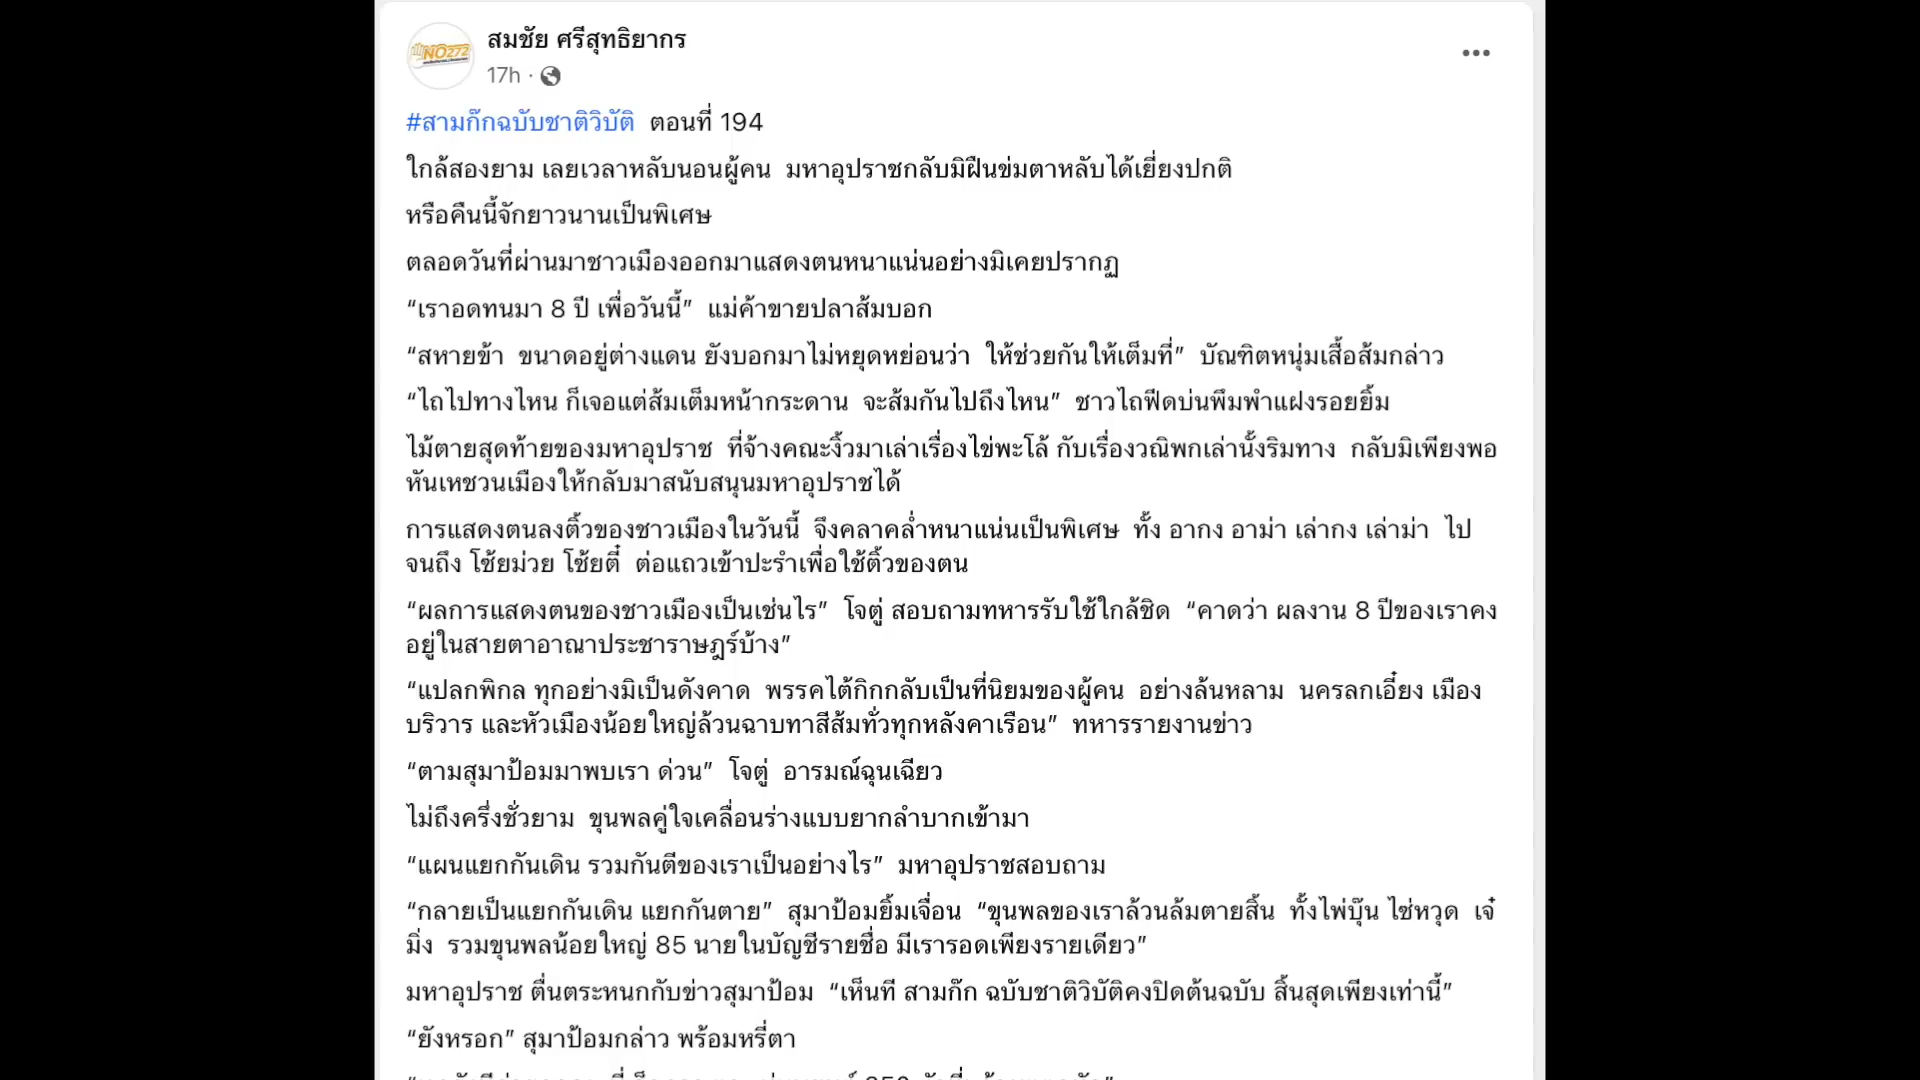 NO272
สมชัย ศรีสุทธิยากร
17h ·
#สามก๊กฉบับชาติวิบัติ ตอนที่ 194
ใกล้สองยาม เลยเวลาหลับนอนผู้คน มหาอุปราชกลับมิฝืนข่มตาหลับได้เยี่ยงปกติ
หรือคืนนี้จักยาวนานเป็นพิเศษ
ตลอดวันที่ผ่านมาชาวเมืองออกมาแสดงตนหนาแน่นอย่างมิเคยปรากฏ
“เราอดทนมา 8 ปี เพื่อวันนี้” แม่ค้าขายปลาส้มบอก
“สหายข้า ขนาดอยู่ต่างแดน ยังบอกมาไม่หยุดหย่อนว่า ให้ช่วยกันให้เต็มที่” บัณฑิตหนุ่มเสื้อส้มกล่าว
“ไถไปทางไหน ก็เจอแต่ส้มเต็มหน้ากระดาน จะส้มกันไปถึงไหน” ชาวไถฟีดบ่นพึมพำแฝงรอยยิ้ม
ไม้ตายสุดท้ายของมหาอุปราช ที่จ้างคณะงิ้วมาเล่าเรื่องไข่พะโล้ กับเรื่องวณิพกเล่านั้งริมทาง กลับมิเพียงพอ
หันเหชวนเมืองให้กลับมาสนับสนุนมหาอุปราชได้
การแสดงตนลงติ้วของชาวเมืองในวันนี้ จึงคลาคล่ำหนาแน่นเป็นพิเศษ ทั้ง อากง อาม่า เล่ากง เล่าม่า ไป
จนถึง โซ้ยม่วย โซ้ยตี๋ ต่อแถวเข้าปะรำเพื่อใช้ติ้วของตน
“ผลการแสดงตนของชาวเมืองเป็นเช่นไร” โจตู่ สอบถามทหารรับใช้ใกล้ชิด “คาดว่า ผลงาน 8 ปีของเราคง
อยู่ในสายตาอาณาประชาราษฎร์บ้าง”
“แปลกพิกล ทุกอย่างมิเป็นดังคาด พรรคไต้กิกกลับเป็นที่นิยมของผู้คน อย่างล้นหลาม นครลกเอี๋ยง เมือง
บริวาร และหัวเมืองน้อยใหญ่ล้วนฉาบทาสีส้มทั่วทุกหลังคาเรือน” ทหารรายงานข่าว
“ตามสุมาป้อมมาพบเรา ด่วน” โจตู่ อารมณ์ฉุนเฉียว
ไม่ถึงครึ่งชั่วยาม ขุนพลคู่ใจเคลื่อนร่างแบบยากลำบากเข้ามา
“แผนแยกกันเดิน รวมกันตีของเราเป็นอย่างไร” มหาอุปราชสอบถาม
“กลายเป็นแยกกันเดิน แยกกันตาย” สุมาป้อมยิ้มเจื่อน “ขุนพลของเราล้วนล้มตายสิ้น ทั้งไพ่บุ๊น ไซ่หวุด เจ๋
มิ่ง รวมขุนพลน้อยใหญ่ 85 นายในบัญชีรายชื่อ มีเรารอดเพียงรายเดียว”
มหาอุปราช ตื่นตระหนกกับข่าวสุมาป้อม “เห็นที สามก๊ก ฉบับชาติวิบัติคงปิดต้นฉบับ สิ้นสุดเพียงเท่านี้”
“ยังหรอก” สุมาป้อมกล่าว พร้อมหรี่ตา